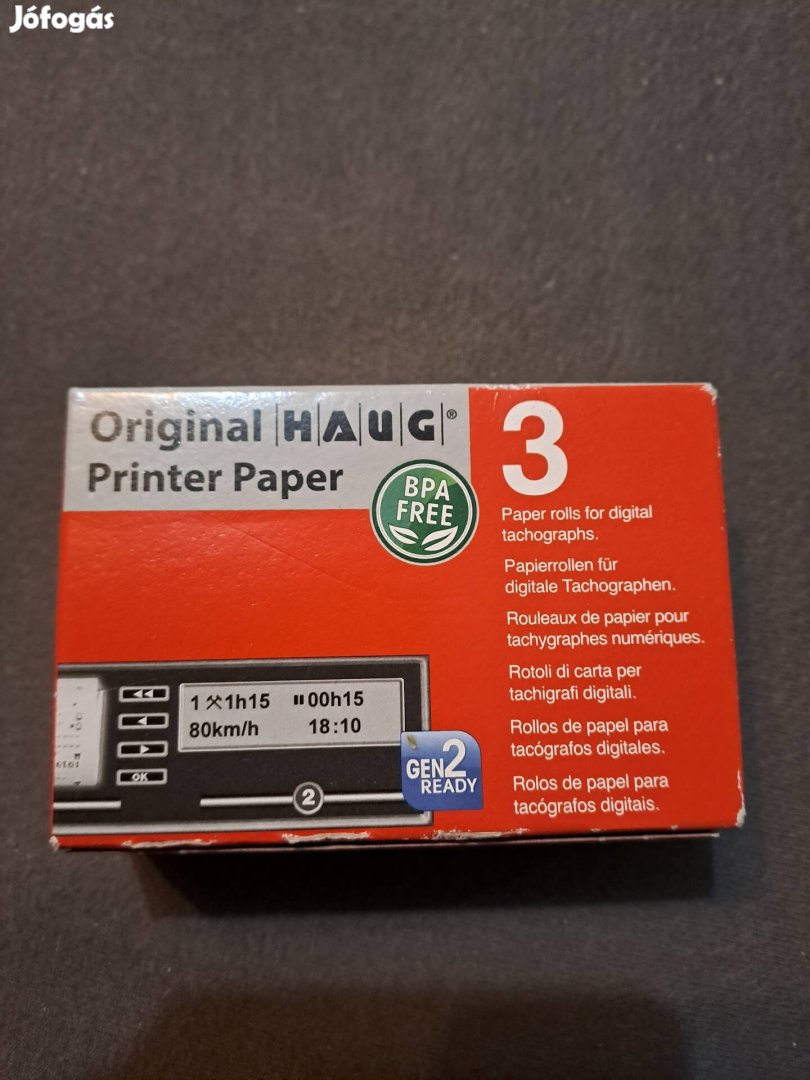 Jófogás
Original HAUG®
Printer Paper
BPA
FREE
3
Paper rolls for digital
tachographs.
Papierrollen für
digitale Tachographen.
Rouleaux de papier pour
tachygraphes numériques.
Rotoli di carta per
tachigrafi digitali.
Rollos de papel para
tacógrafos digitales.
Rolos de papel para
tacógrafos digitais.
1 1h15 00h15
80km/h 18:10
OK
2
GEN2
READY